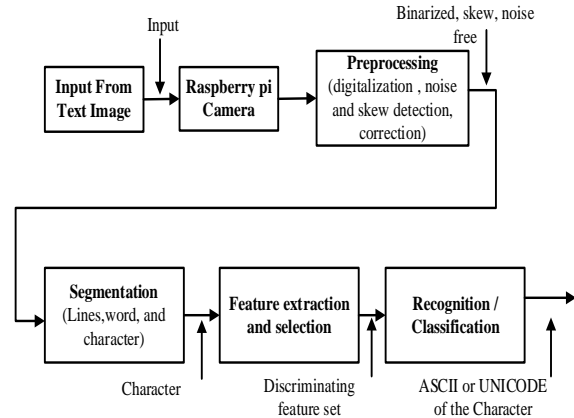 Input
Binarized, skew, noise
free
Input From
Text Image
Raspberry pi
Camera
Preprocessing
(digitalization , noise
and skew detection,
correction)
Segmentation
(Lines,word, and
character)
Feature extraction
and selection
Recognition /
Classification
Character
Discriminating
feature set
ASCII or UNICODE
of the Character